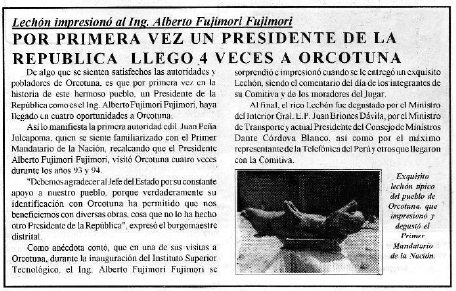 Lechón impresionó al Ing. Alberto Fujimori Fujimori
POR PRIMERA VEZ UN PRESIDENTE DE LA
REPUBLICA LLEGO 4 VECES A ORCOTUNA
De algo que se sienten satisfechos las autoridades y
pobladores de Orcotuna, es que por primera vez en la
historia de este hermoso pueblo, un Presidente de la
República como es el Ing. Alberto Fujimori Fujimori, haya
llegado en cuatro oportunidades a Orcotuna.
Así lo manifiesta la primera autoridad edil Juan Peña
Julcaporna, quien se siente familiarizado con el Primer
Mandatario de la Nación, recalcando que el Presidente
Alberto Fujimori Fujimori, visitó Orcotuna cuatro veces
durante los años 93 y 94.
"Debemos agradecer al Jefe del Estado por su constante
apoyo a nuestro pueblo, porque verdaderamente su
identificación con Orcotuna ha permitido que nos
beneficiemos con diversas obras, cosa que no lo ha hecho
otro Presidente de la República", expresó el burgomaestre
distrital.
Como anécdota contó, que en una de sus visitas a
Orcotuna, durante la inauguración del Instituto Superior
Tecnológico, el Ing. Alberto Fujimori Fujimori se
sorprendió e impresionó cuando se le entregó un exquisito
Lechón, siendo el comentario del día de los integrantes de
su Comitiva y de los moradores del Jugar.
Al final, el rico Lechón fue degustado por el Ministro
del Interior Gral. E.P. Juan Briones Dávila, por el Ministro
de Transporte y actual Presidente del Consejo de Ministros
Dante Córdova Blanco, así como por el máximo
representante de la Telefónica del Perú y otros que llegaron
con la Comitiva.
Exquisito
lechón típico
del pueblo de
Orcotuna, que
impresionó y
degustó el
Primer
Mandatario
de la Nación.